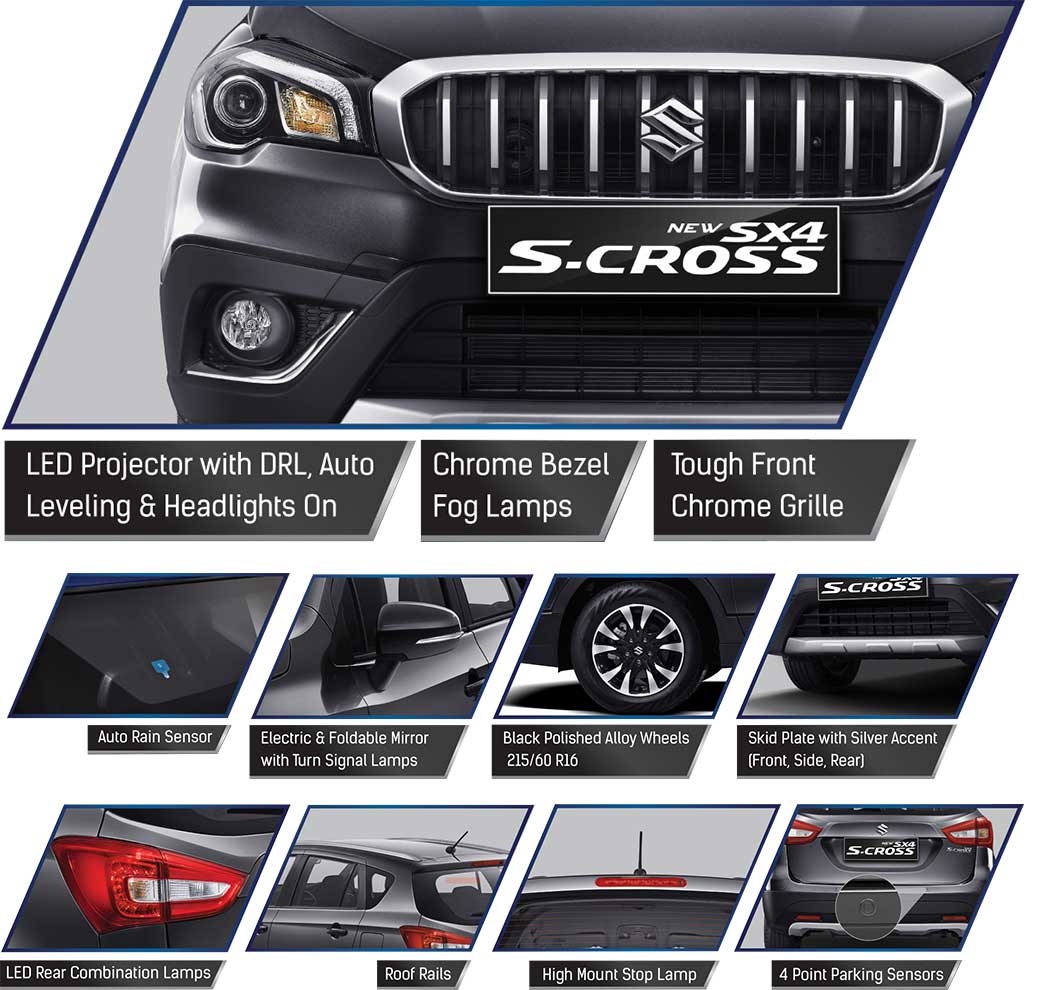 NEW SX4
S-CROSS
LED Projector with DRL, Auto
Leveling & Headlights On
Chrome Bezel
Fog Lamps
Tough Front
Chrome Grille
NEW SX4
S-CROSS
Auto Rain Sensor
Electric & Foldable Mirror
with Turn Signal Lamps
Black Polished Alloy Wheels
215/60 R16
Skid Plate with Silver Accent
(Front, Side, Rear)
NEW SX4
S-CROSS
S-CROSS
LED Rear Combination Lamps
Roof Rails
High Mount Stop Lamp
4 Point Parking Sensors